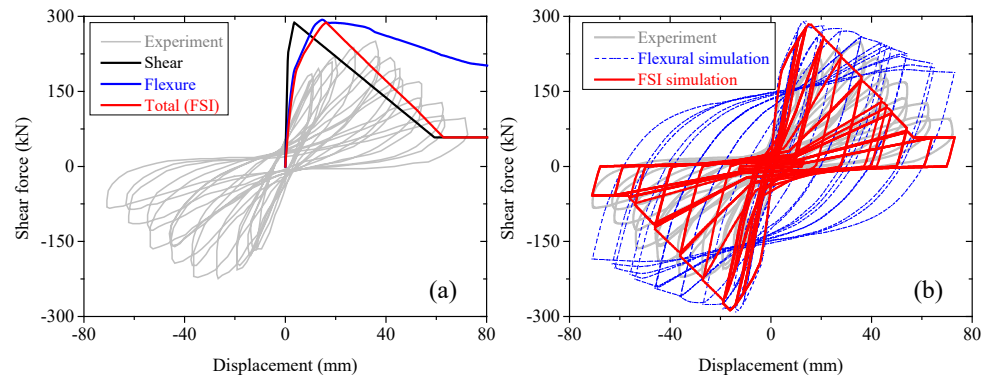 300
150
0
-150
-300
Shear force (kN)
Experiment
Shear
Flexure
Total (FSI)
(a)
-80
-40
0
40
80
Displacement (mm)
300
150
0
-150
-300
Shear force (kN)
Experiment
Flexural simulation
FSI simulation
(b)
-80
-40
0
40
80
Displacement (mm)